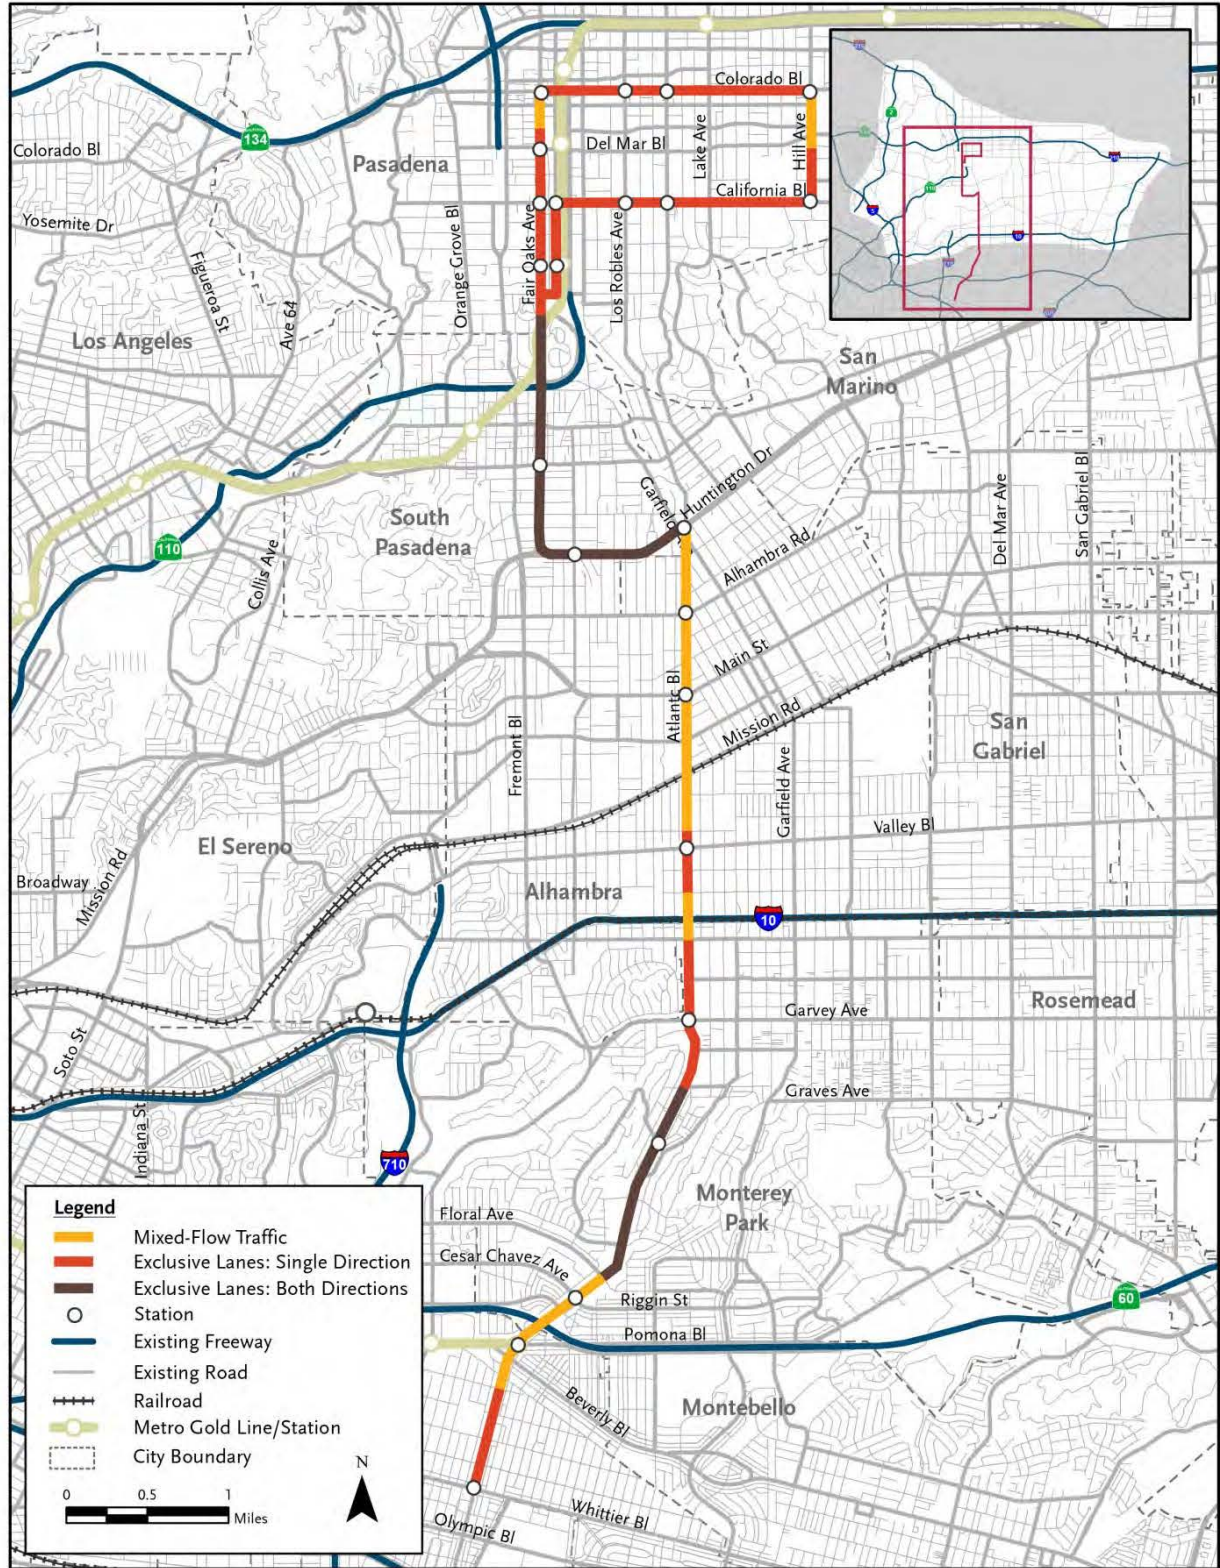 Colorado Bl
134
Colorado Bl
Pasadena
Del Mar Bl
Lake Ave
Hill Ave
California Bl
Yosemite Dr
Figueroa St
Ave 64
Orange Grove Bl
Fair Oaks Ave
Los Robles Ave
Los Angeles
San
Marino
2
110
5
10
Huntington Dr
Garfield
South
Pasadena
110
Collis Ave
Alhambra Rd
Del Mar Ave
San Gabriel Bl
Main St
Atlantc Bl
Mission Rd
San
Gabriel
Fremont Bl
Garfield Ave
Valley Bl
El Sereno
Broadway
Mission Rd
Alhambra
10
Rosemead
Garvey Ave
Soto St
Graves Ave
Indiana St
710
Monterey
Park
Floral Ave
Cesar Chavez Ave
Riggin St
Pomona Bl
60
Beverly Bl
Montebello
Whittier Bl
Olympic Bl
Legend
Mixed-Flow Traffic
Exclusive Lanes: Single Direction
Exclusive Lanes: Both Directions
Station
Existing Freeway
Existing Road
Railroad
Metro Gold Line/Station
City Boundary
N
0 0.5 1
Miles